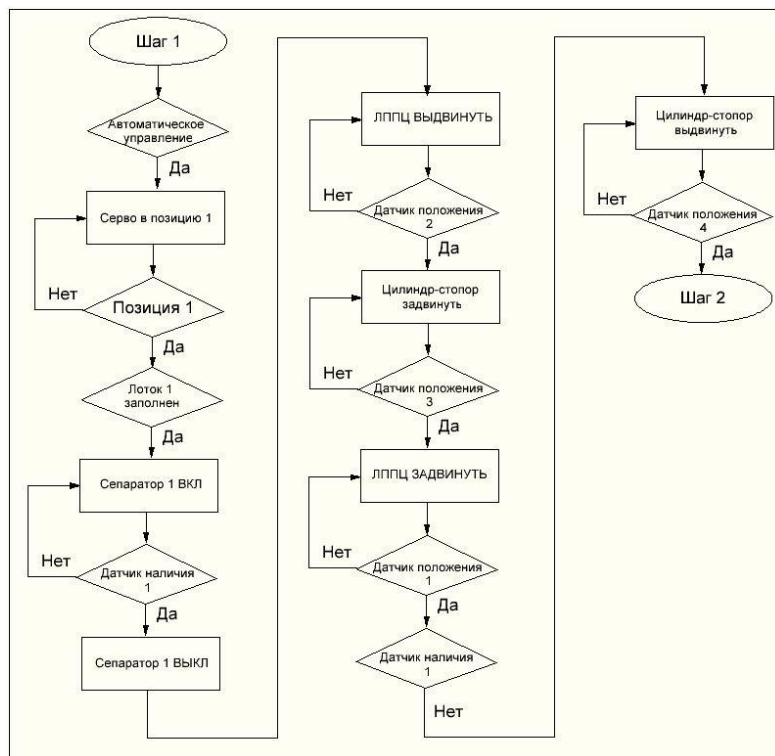 Шаг 1
Автоматическое
управление
Да
Серво в позицию 1
Нет
Позиция 1
Да
Лоток 1
заполнен
Да
Сепаратор 1 ВКЛ
Нет
Датчик наличия
1
Да
Сепаратор 1 ВЫКЛ
ЛППЦ ВЫДВИНУТЬ
Нет
Датчик положения
2
Да
Цилиндр-стопор
задвинуть
Нет
Датчик положения
3
Да
ЛППЦ ЗАДВИНУТЬ
Нет
Датчик положения
1
Да
Датчик наличия
1
Нет
Цилиндр-стопор
выдвинуть
Нет
Датчик положения
4
Да
Шаг 2